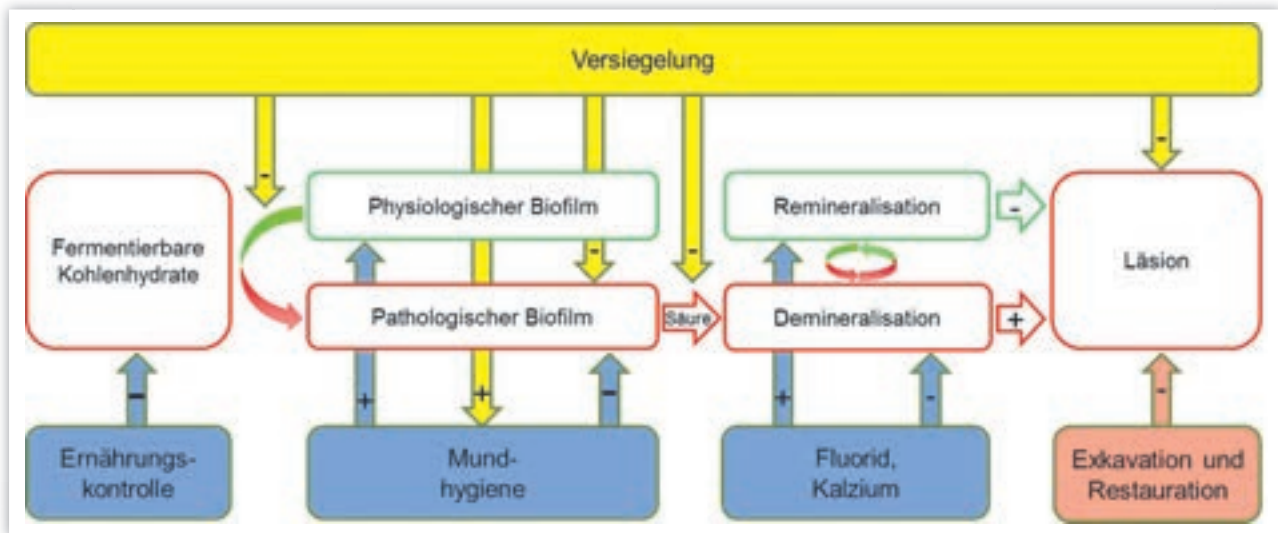 Versiegelung
-
-
-
-
-
Fermentierbare
Kohlenhydrate
Physiologischer Biofilm
Pathologischer Biofilm
Säure
Remineralisation
Demineralisation
-
+
Läsion
-
+
+
-
+
-
-
Ernährungs-
kontrolle
Mund-
hygiene
Fluorid,
Kalzium
Exkavation und
Restauration